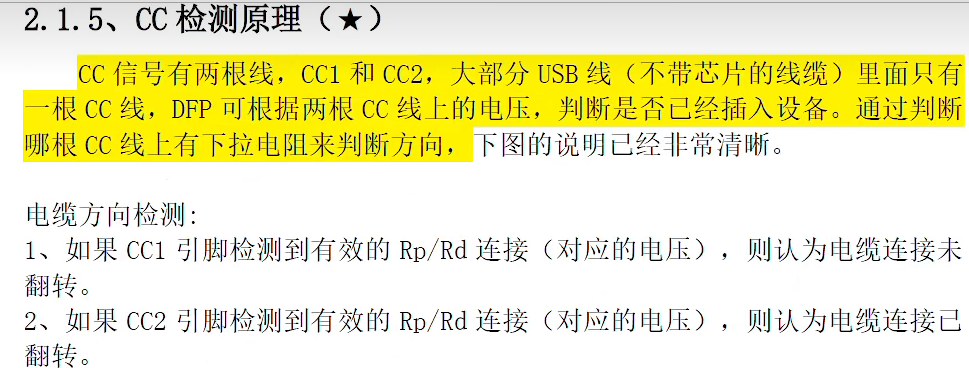 2.1.5、CC 检测原理（★）
CC 信号有两根线，CC1 和 CC2，大部分 USB 线（不带芯片的线缆）里面只有
一根 CC 线，DFP 可根据两根 CC 线上的电压，判断是否已经插入设备。通过判断
哪根 CC 线上有下拉电阻来判断方向，下图的说明已经非常清晰。
电缆方向检测:
1、如果 CC1 引脚检测到有效的 Rp/Rd 连接（对应的电压），则认为电缆连接未
翻转。
2、如果 CC2 引脚检测到有效的 Rp/Rd 连接（对应的电压），则认为电缆连接已
翻转。